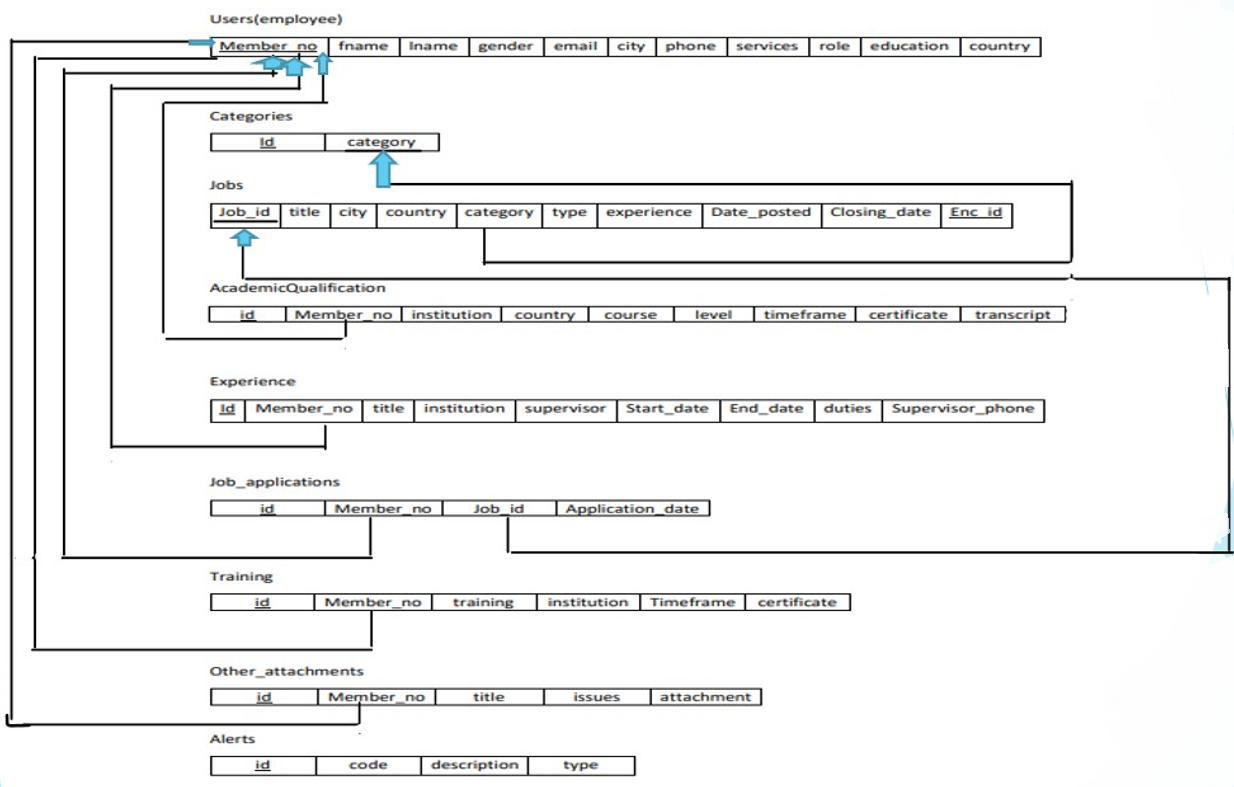 Users(employee)
Member_no fname lname gender email city phone services role education country
Categories
Id category
Jobs
Job_id title city country category type experience Date_posted Closing_date Enc_id
AcademicQualification
id Member_no institution country course level timeframe certificate transcript
Experience
Id Member_no title institution supervisor Start_date End_date duties Supervisor_phone
Job_applications
id Member_no Job_id Application_date
Training
id Member_no training institution Timeframe certificate
Other_attachments
id Member_no title issues attachment
Alerts
id code description type